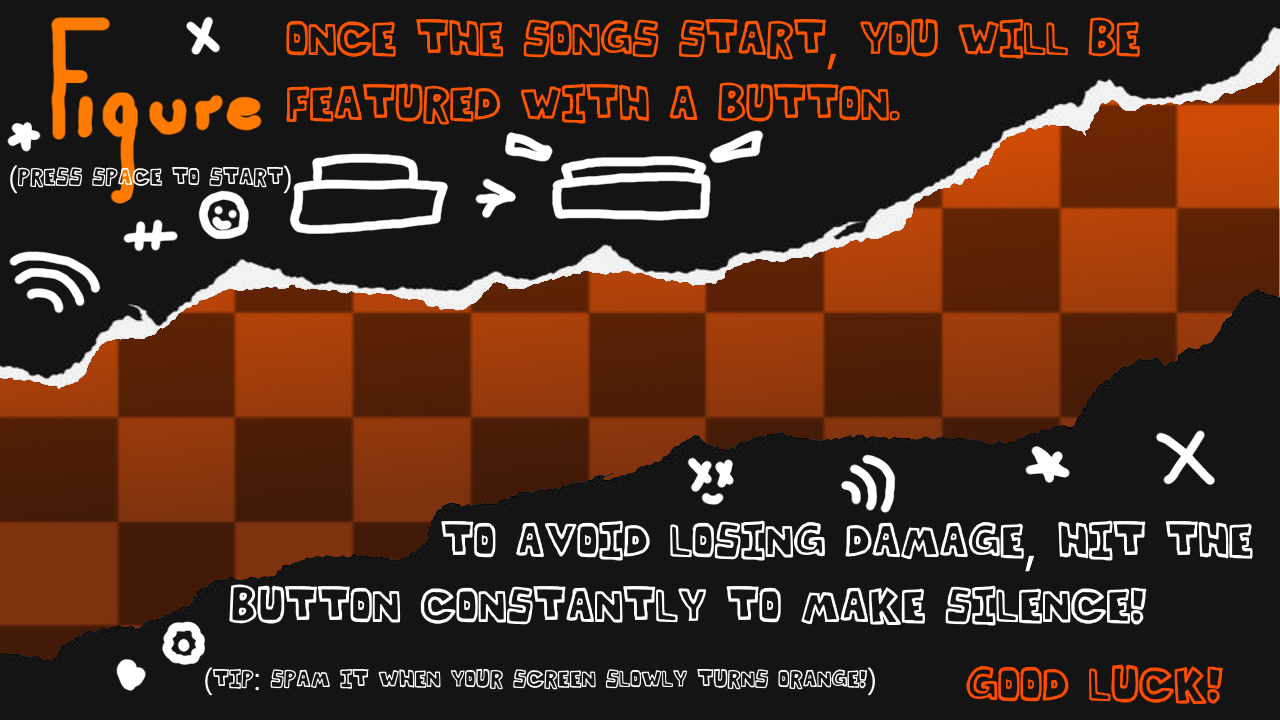 Figure
ONCE THE SONGS START, YOU WILL BE
FEATURED WITH A BUTTON.
(PRESS SPACE TO START)
TO AVOID LOSING DAMAGE, HIT THE
BUTTON CONSTANTLY TO MAKE SILENCE!
(TIP: SPAM IT WHEN YOUR SCREEN SLOWLY TURNS ORANGE!)
GOOD LUCK!